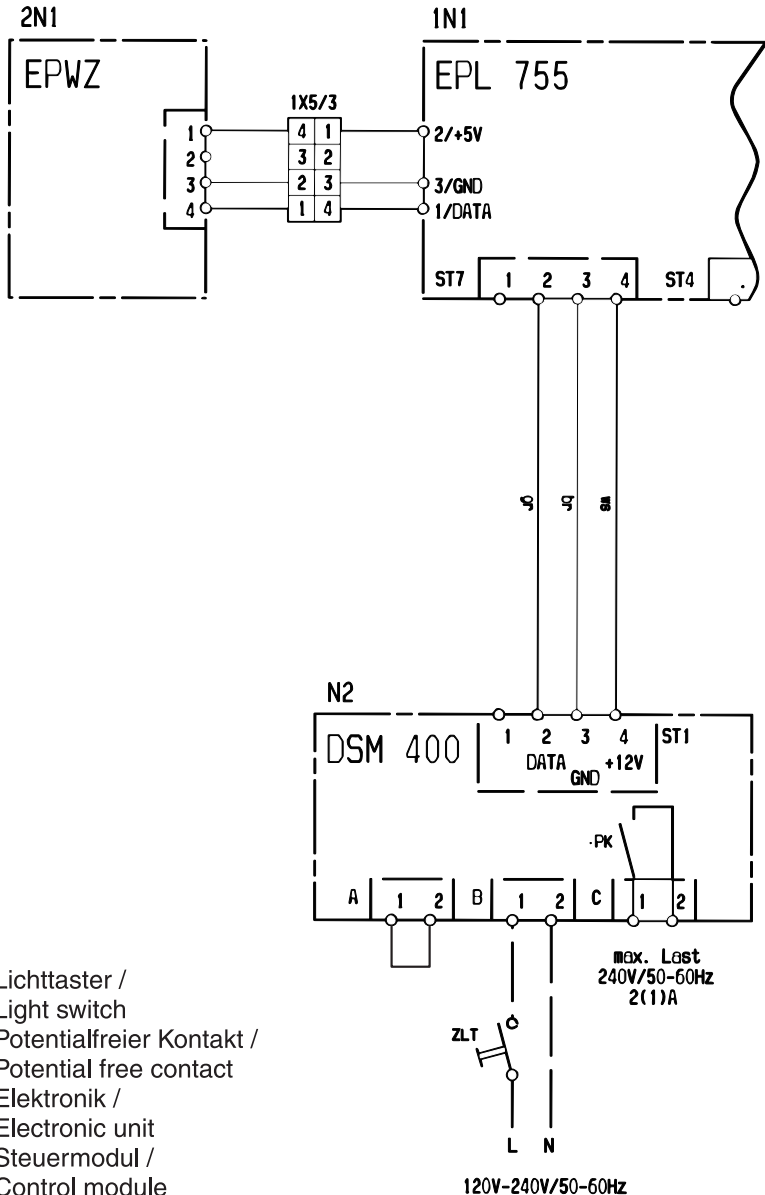 2N1
1N1
EPWZ
EPL 755
1X5/3
1 4 1 2/+5V
2 3 2
3 2 3 3/GND
4 1 4 1/DATA
ST7 1 2 3 4 ST4
gr br ws
N2
DSM 400
1 2 3 4 ST1
DATA +12V
GND
PK
A 1 2 B 1 2 C 1 2
max. Last
240V/50-60Hz
2(1)A
Lichttaster /
Light switch
Potentialfreier Kontakt /
Potential free contact
Elektronik /
Electronic unit
Steuermodul /
Control module
ZLT
L N
120V-240V/50-60Hz